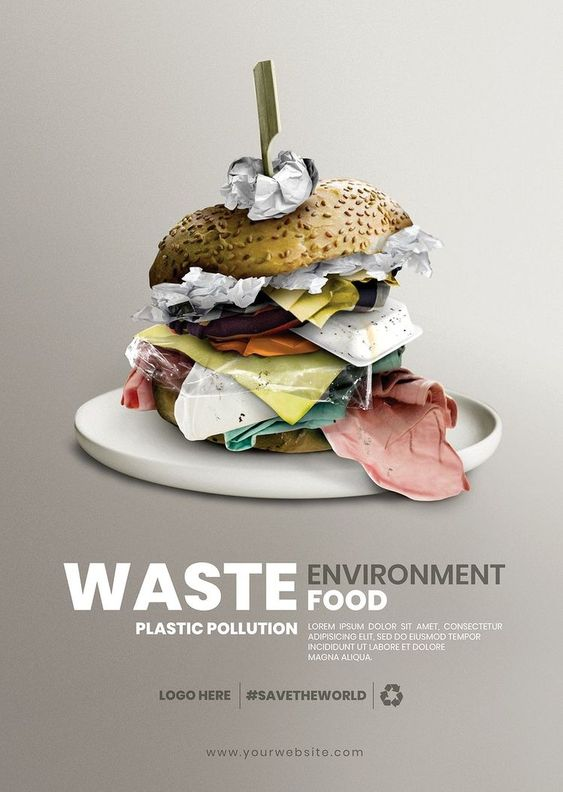 WASTE
ENVIRONMENT
FOOD
PLASTIC POLLUTION
LOREM IPSUM DOLOR SIT AMET, CONSECTETUR
ADIPISCING ELIT, SED DO EIUSMOD TEMPOR
INCIDIDUNT UT LABORE ET DOLORE
MAGNA ALIQUA.
LOGO HERE #SAVETHEWORLD
www.yourwebsite.com